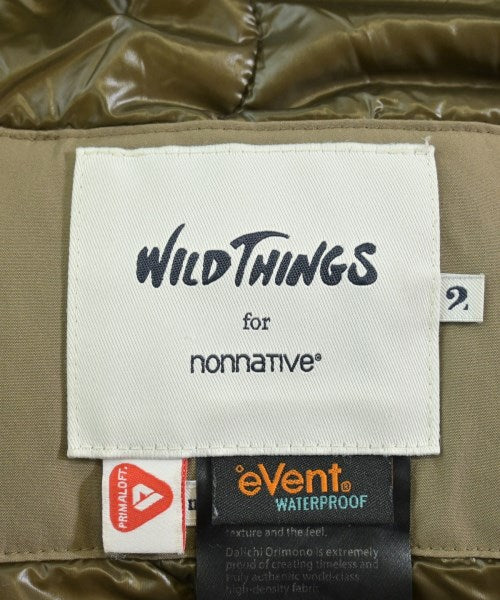 WILDTHINGS
for
nonnative®
2
PRIMALOFT.
°eVent®
WATERPROOF
texture and the feel.
Daiichi Orimono is extremely
proud of creating timeless and
truly authentic world-class
high-density fabric.